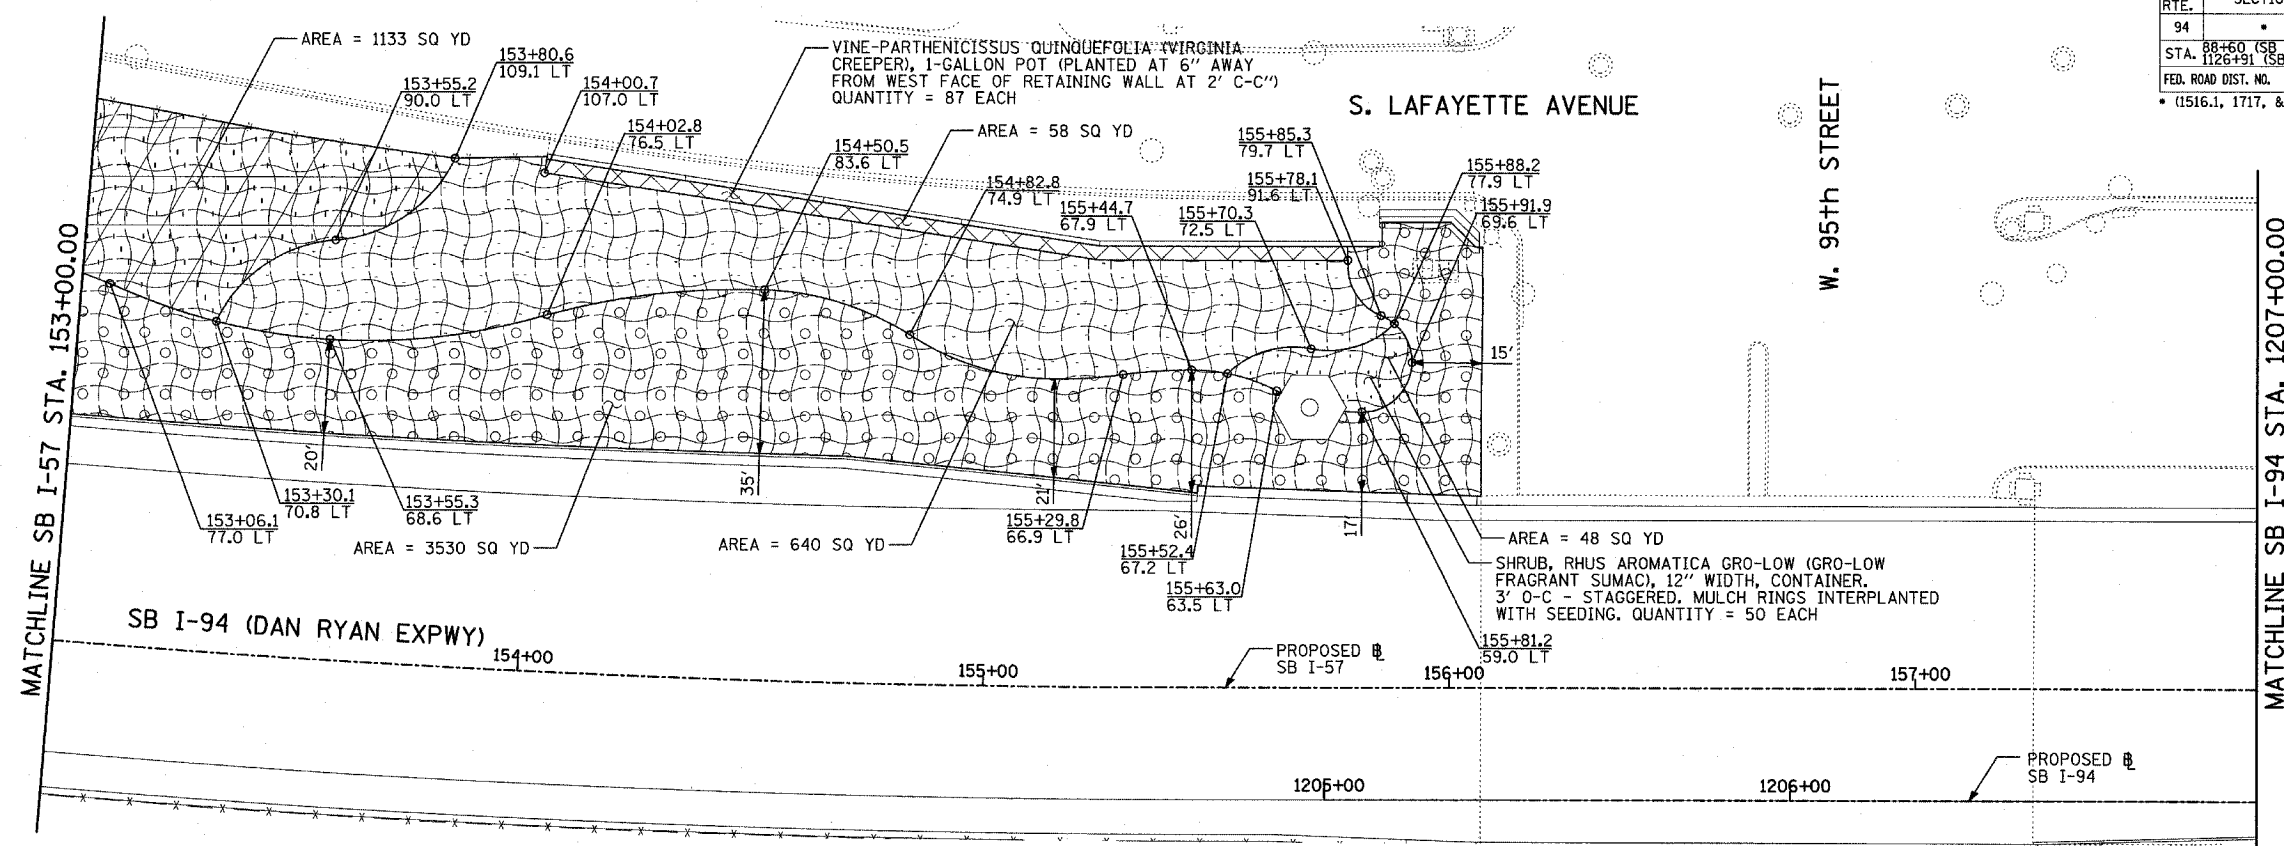 RTE.
94 *
STA. 88+60 (SB
1126+91 (SB
FED. ROAD DIST. NO.
* (1516.1, 1717, &
AREA = 1133 SQ YD
153+55.2
90.0 LT
153+80.6
109.1 LT
154+00.7
107.0 LT
154+02.8
76.5 LT
VINE-PARTHENICISSUS QUINQUEFOLIA (VIRGINIA
CREEPER), 1-GALLON POT (PLANTED AT 6" AWAY
FROM WEST FACE OF RETAINING WALL AT 2' C-C")
QUANTITY = 87 EACH
154+50.5
83.6 LT
AREA = 58 SQ YD
154+82.8
74.9 LT
S. LAFAYETTE AVENUE
155+85.3
79.7 LT
155+78.1
91.6 LT
155+44.7
67.9 LT
155+70.3
72.5 LT
155+88.2
77.9 LT
155+91.9
69.6 LT
W. 95th STREET
15'
MATCHLINE SB I-57 STA. 153+00.00
MATCHLINE SB I-94 STA. 1207+00.00
20'
35'
21'
26'
17'
153+06.1
77.0 LT
153+30.1
70.8 LT
153+55.3
68.6 LT
AREA = 3530 SQ YD
AREA = 640 SQ YD
155+29.8
66.9 LT
155+52.4
67.2 LT
155+63.0
63.5 LT
AREA = 48 SQ YD
SHRUB, RHUS AROMATICA GRO-LOW (GRO-LOW
FRAGRANT SUMAC), 12" WIDTH, CONTAINER.
3' O-C - STAGGERED. MULCH RINGS INTERPLANTED
WITH SEEDING. QUANTITY = 50 EACH
155+81.2
59.0 LT
SB I-94 (DAN RYAN EXPWY)
154+00
155+00
PROPOSED ℄
SB I-57
156+00
157+00
1205+00
1206+00
PROPOSED ℄
SB I-94